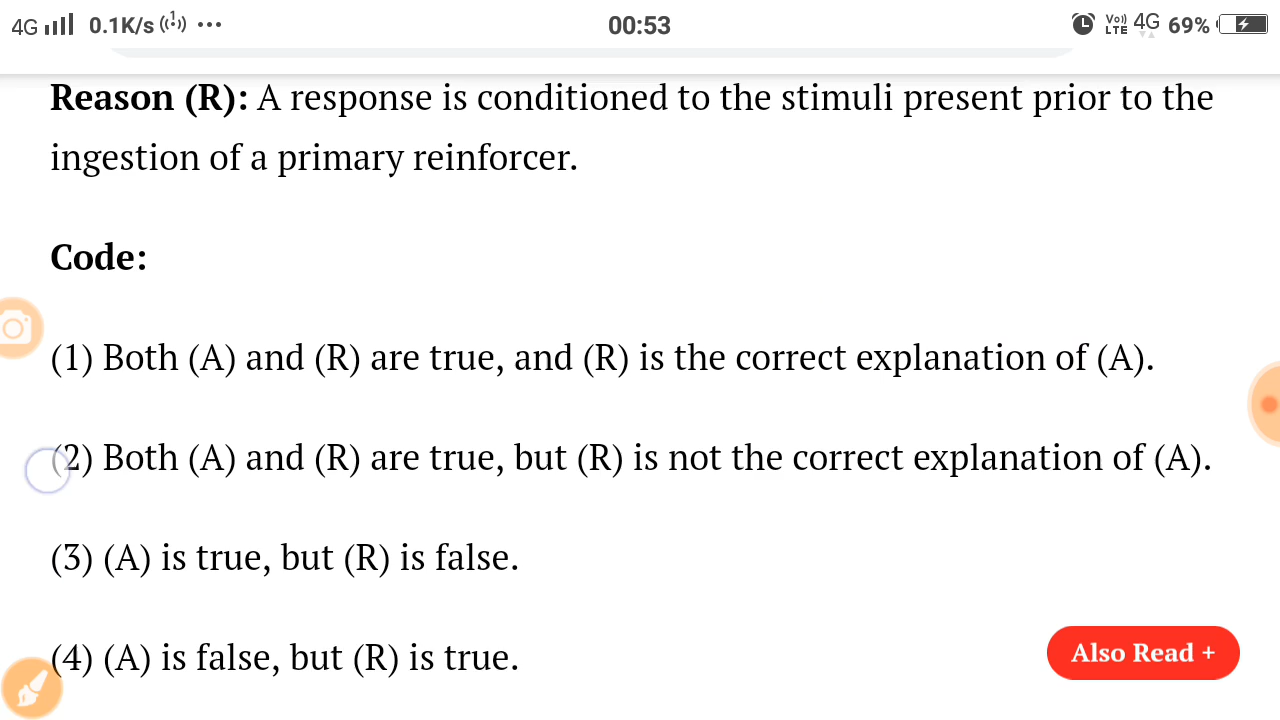 4G 0.1K/s 1 ... 00:53 Vo)) LTE 4G 69%
Reason (R): A response is conditioned to the stimuli present prior to the
ingestion of a primary reinforcer.
Code:
(1) Both (A) and (R) are true, and (R) is the correct explanation of (A).
(2) Both (A) and (R) are true, but (R) is not the correct explanation of (A).
(3) (A) is true, but (R) is false.
(4) (A) is false, but (R) is true.
Also Read +